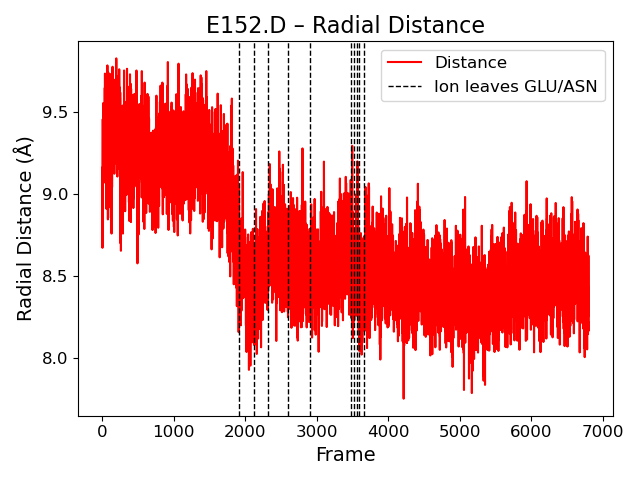 E152.D – Radial Distance
Distance
Ion leaves GLU/ASN
Radial Distance (Å)
9.5
9.0
8.5
8.0
0 1000 2000 3000 4000 5000 6000 7000
Frame